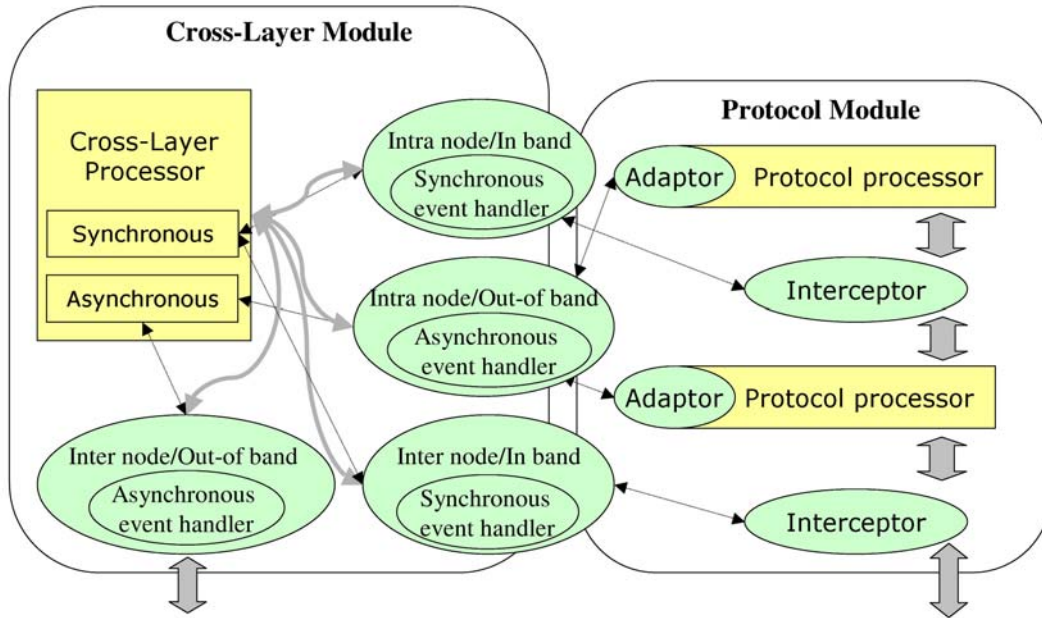 Cross-Layer Module
Cross-Layer
Processor
Synchronous
Asynchronous
Intra node/In band
Synchronous
event handler
Intra node/Out-of band
Asynchronous
event handler
Inter node/Out-of band
Asynchronous
event handler
Inter node/In band
Synchronous
event handler
Protocol Module
Adaptor
Protocol processor
Interceptor
Adaptor
Protocol processor
Interceptor